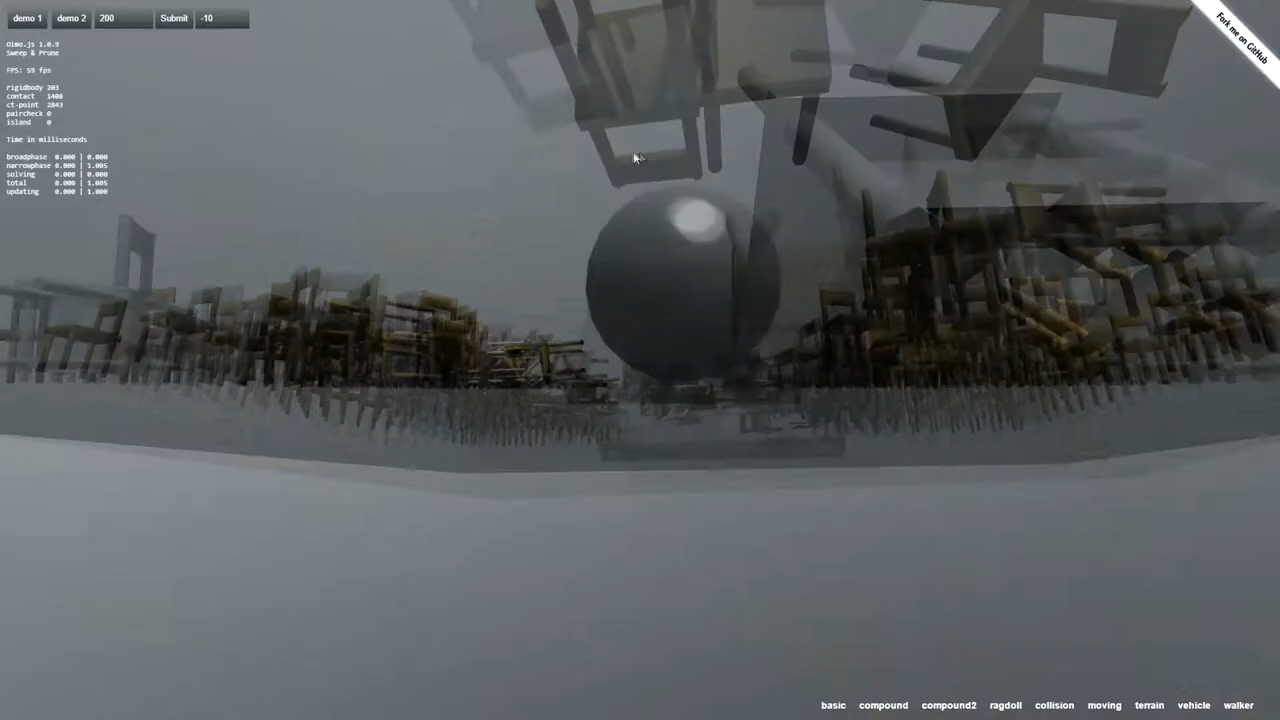 demo 1 demo 2 200 Submit -10
Fork me on GitHub
Oimo.js 1.0.9
Sweep & Prune
FPS: 59 fps
rigidbody 203
contact 1408
ct-point 2843
paircheck 0
island 0
Time in milliseconds
broadphase 0.000 | 0.000
narrowphase 0.000 | 1.005
solving 0.000 | 0.000
total 0.000 | 1.005
updating 0.000 | 1.000
basic compound compound2 ragdoll collision moving terrain vehicle walker